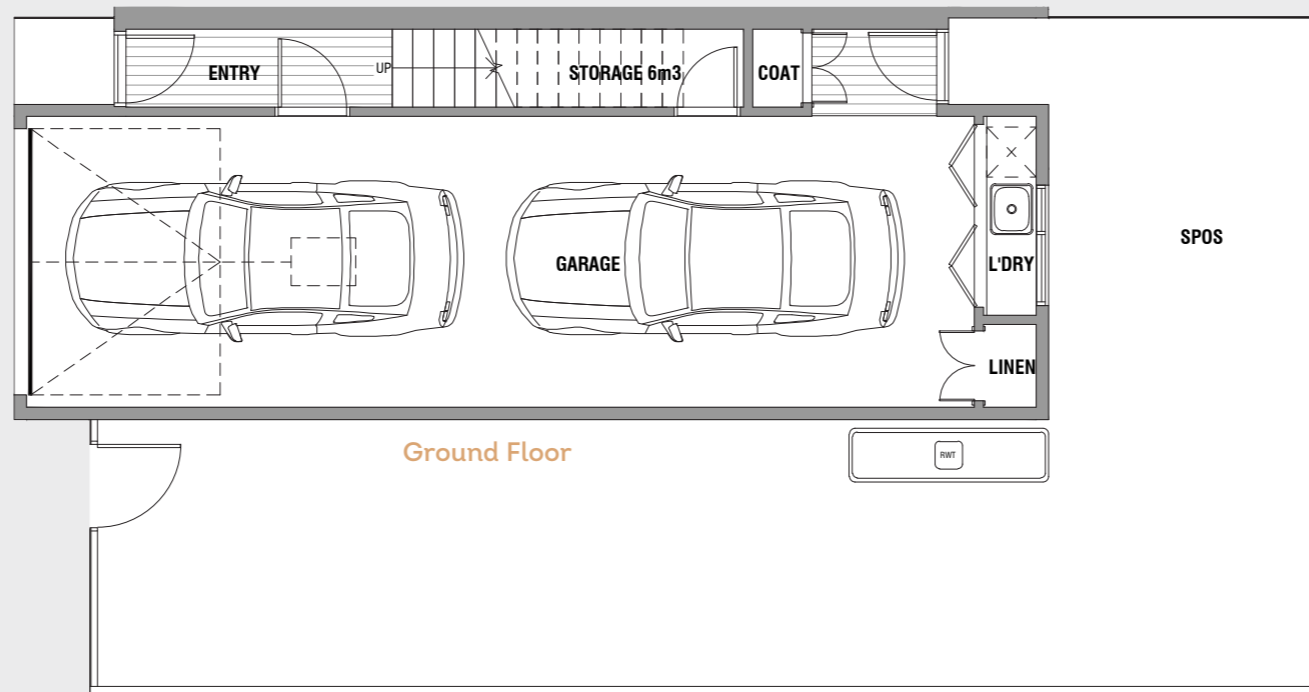 ENTRY
UP
STORAGE 6m3
COAT
GARAGE
L'DRY
SPOS
LINEN
Ground Floor
RWT